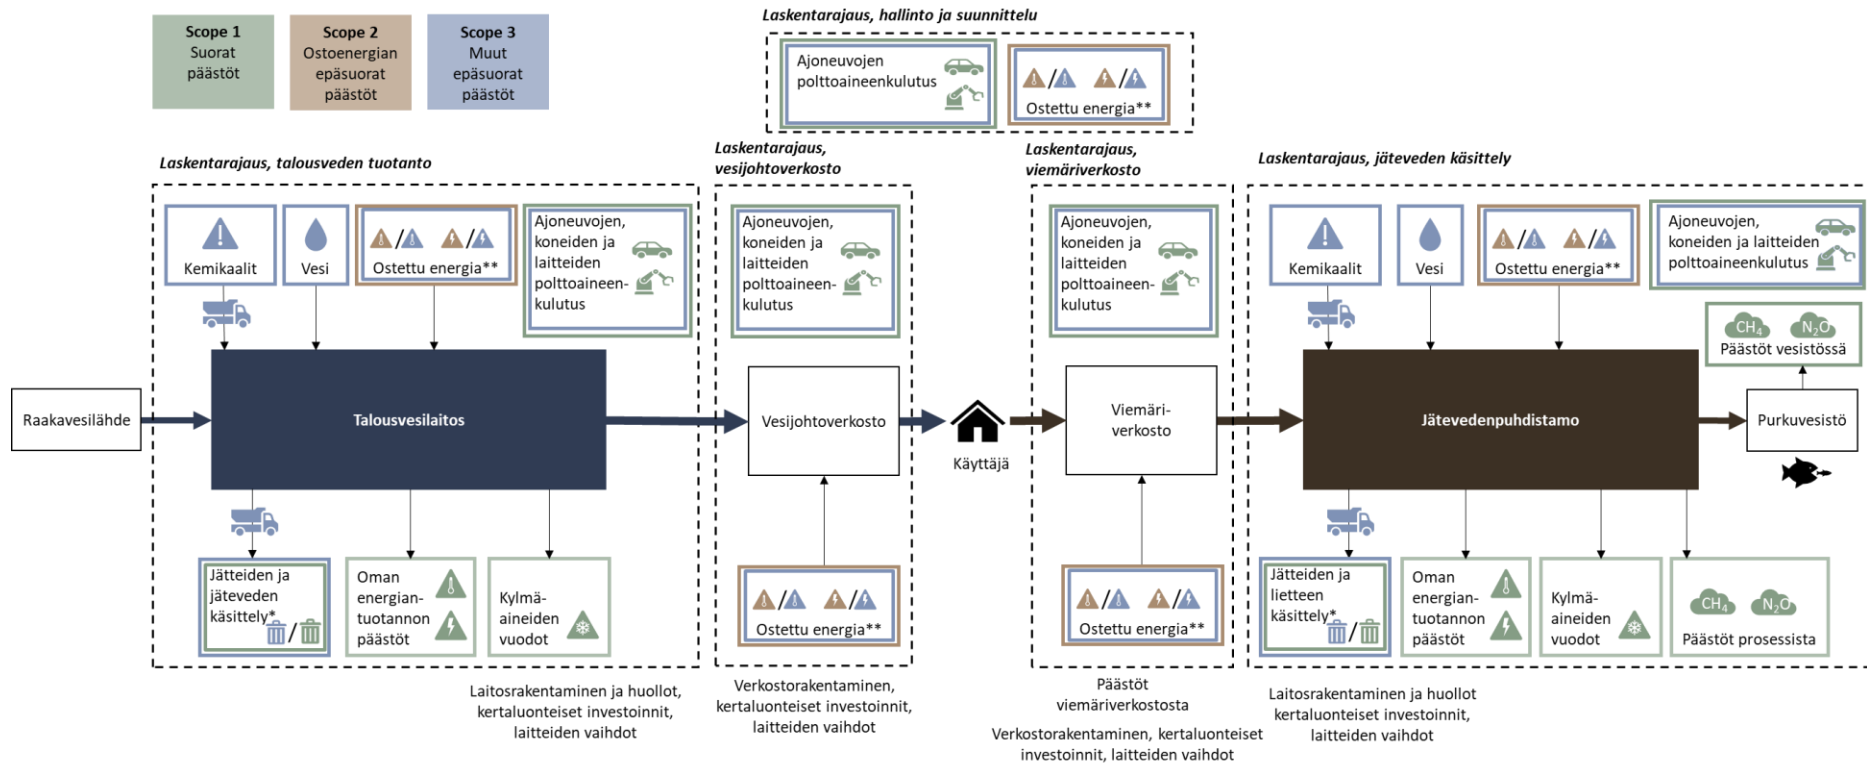 Scope 1
Suorat
päästöt
Scope 2
Ostoenergian
epäsuorat
päästöt
Scope 3
Muut
epäsuorat
päästöt
Laskentarajaus, hallinto ja suunnittelu
Ajoneuvojen
polttoaineenkulutus
Ostettu energia**
Laskentarajaus, talousveden tuotanto
Kemikaalit
Vesi
Ostettu energia**
Ajoneuvojen,
koneiden ja
laitteiden
polttoaineen-
kulutus
Raakavesilähde
Talousvesilaitos
Jätteiden ja
jäteveden
käsittely*
Oman
energian-
tuotannon
päästöt
Kylmä-
aineiden
vuodot
Laitosrakentaminen ja huollot,
kertaluonteiset investoinnit,
laitteiden vaihdot
Laskentarajaus,
vesijohtoverkosto
Ajoneuvojen,
koneiden ja
laitteiden
polttoaineen-
kulutus
Vesijohtoverkosto
Ostettu energia**
Verkostorakentaminen,
kertaluonteiset investoinnit,
laitteiden vaihdot
Käyttäjä
Laskentarajaus,
viemäriverkosto
Ajoneuvojen,
koneiden ja
laitteiden
polttoaineen-
kulutus
Viemäri-
verkosto
Ostettu energia**
Päästöt
viemäriverkostosta
Verkostorakentaminen, kertaluonteiset
investoinnit, laitteiden vaihdot
Laskentarajaus, jäteveden käsittely
Kemikaalit
Vesi
Ostettu energia**
Ajoneuvojen,
koneiden ja laitteiden
polttoaineenkulutus
CH₄
N₂O
Päästöt vesistössä
Jätevedenpuhdistamo
Purkuvesistö
Jätteiden ja
lietteen
käsittely*
Oman
energian-
tuotannon
päästöt
Kylmä-
aineiden
vuodot
CH₄
N₂O
Päästöt prosessista
Laitosrakentaminen ja huollot
kertaluonteiset investoinnit,
laitteiden vaihdot